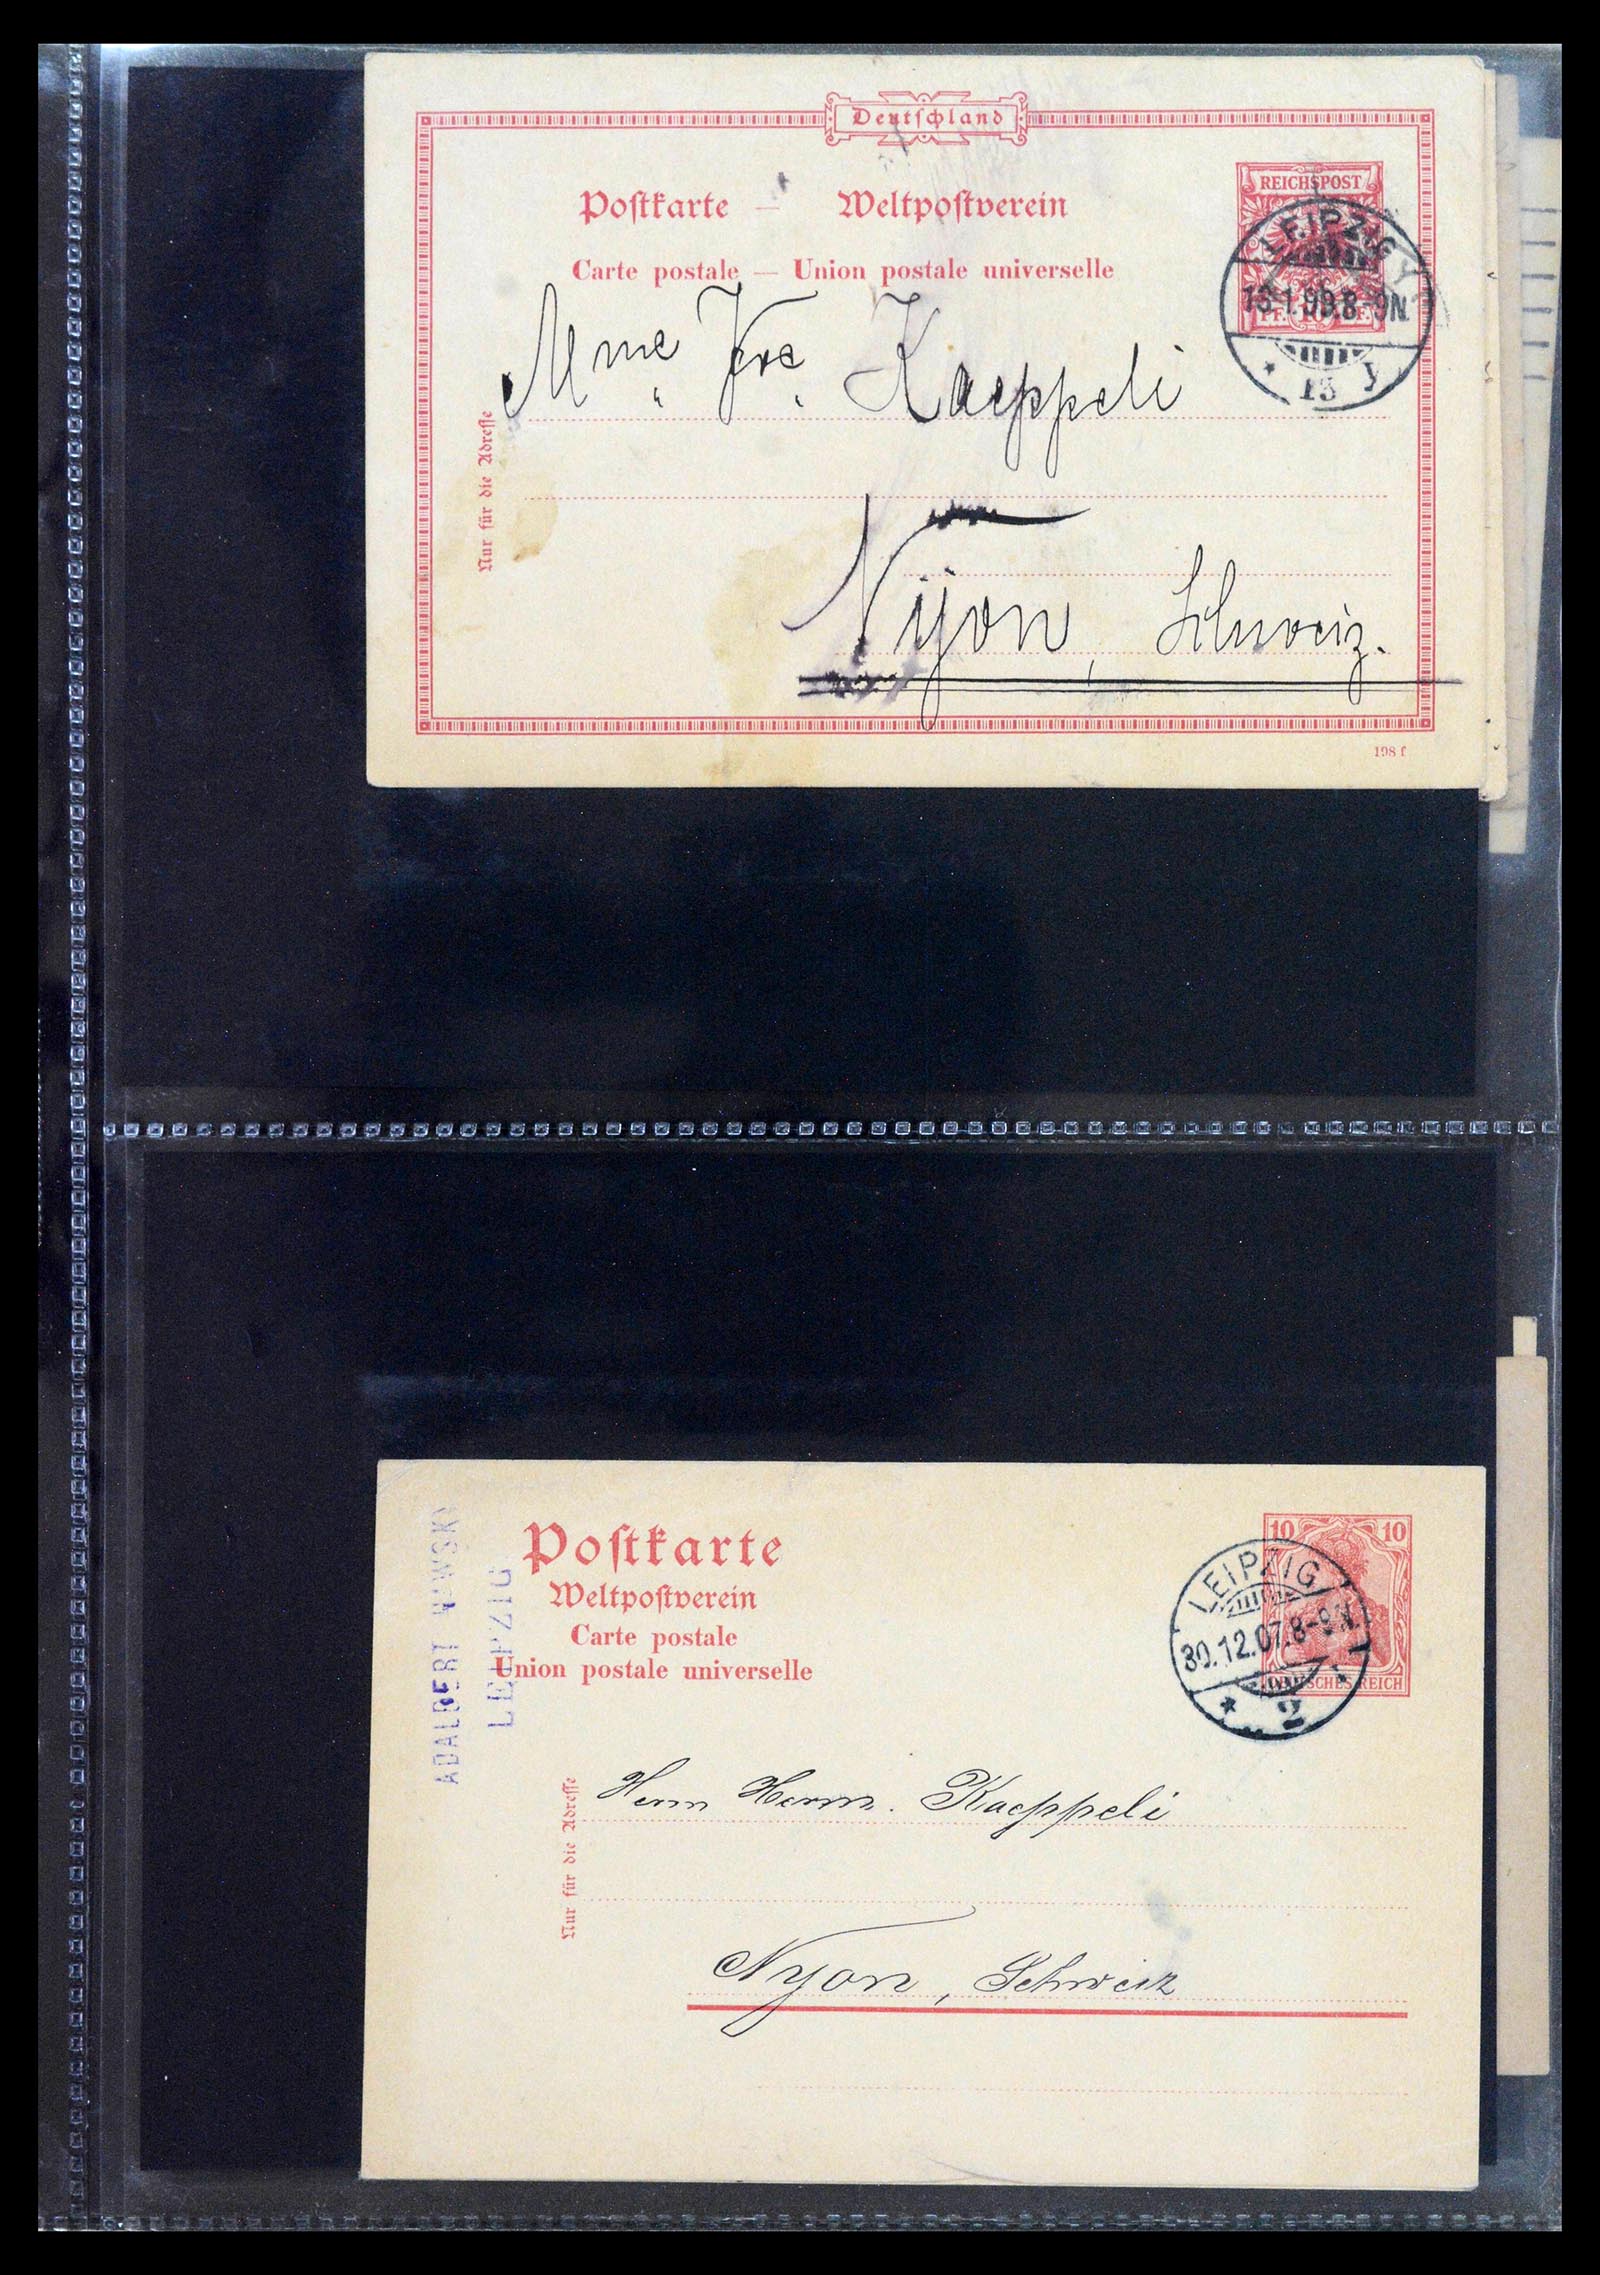 Deutschland
REICHSPOST
Postkarte — Weltpostverein
Carte postale — Union postale universelle
LEIPZIG
13.1.99.8-9N.
* 13 y
Mme Vve Kaeppeli
Nur für die Adresse
Nyon, Schweiz.
198 f
10 10
DEUTSCHES REICH
Postkarte
Weltpostverein
Carte postale
Union postale universelle
ADALBERT
LEIPZIG
LEIPZIG
30.12.07.8-9N.
* 2
Herrn Herm. Kaeppeli
Nur für die Adresse
Nyon, Schweiz